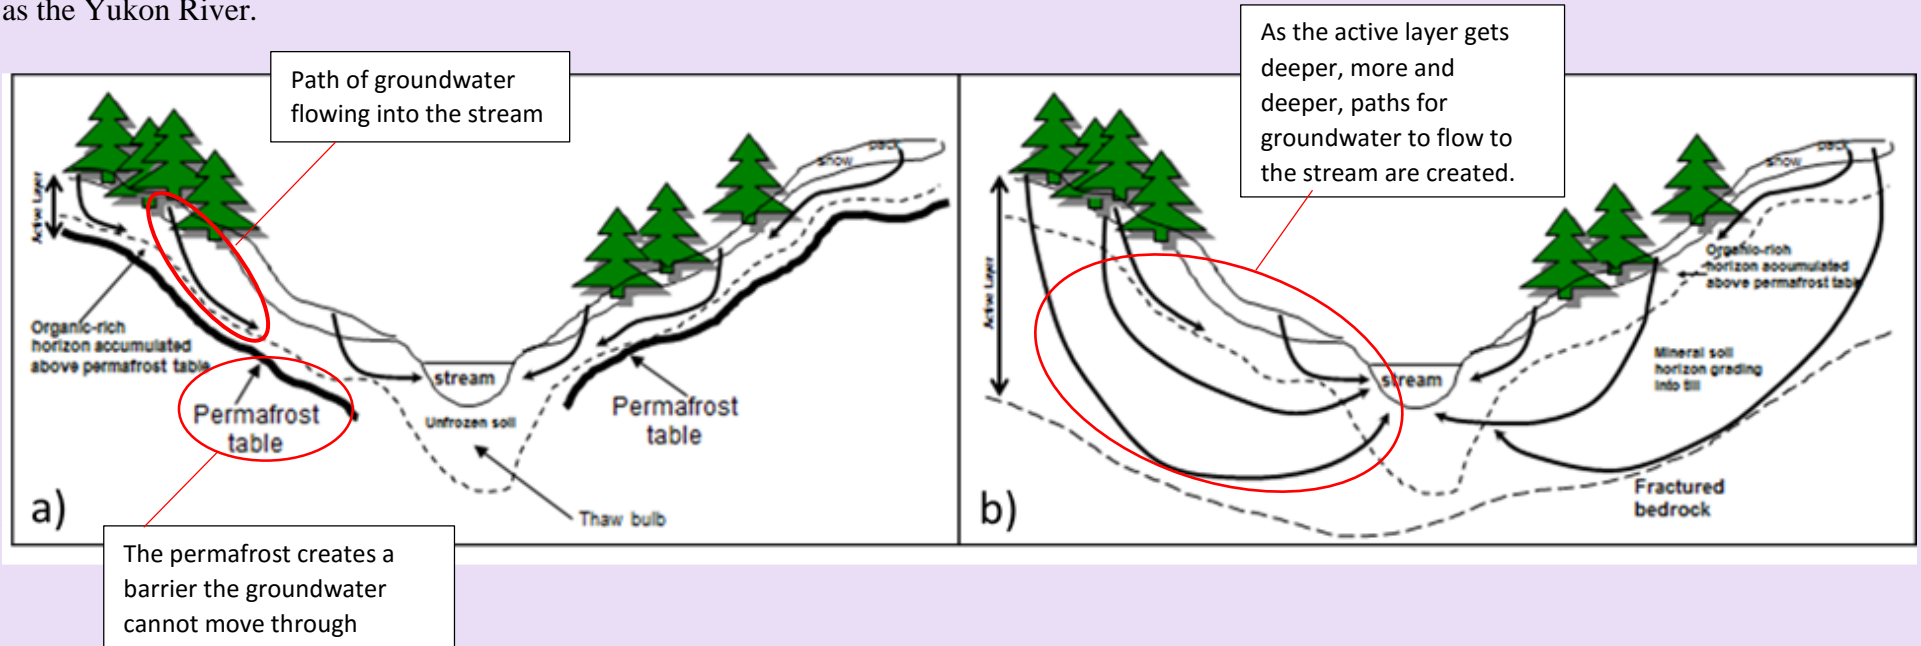 as the Yukon River.
Path of groundwater
flowing into the stream
Active Layer
snow
pack
Organic-rich
horizon accumulated
above permafrost table
Permafrost
table
stream
Unfrozen soil
Permafrost
table
Thaw bulb
a)
The permafrost creates a
barrier the groundwater
cannot move through
As the active layer gets
deeper, more and
deeper, paths for
groundwater to flow to
the stream are created.
Active Layer
snow
pack
Organic-rich
horizon accumulated
above permafrost table
Mineral soil
horizon grading
into till
stream
Fractured
bedrock
b)